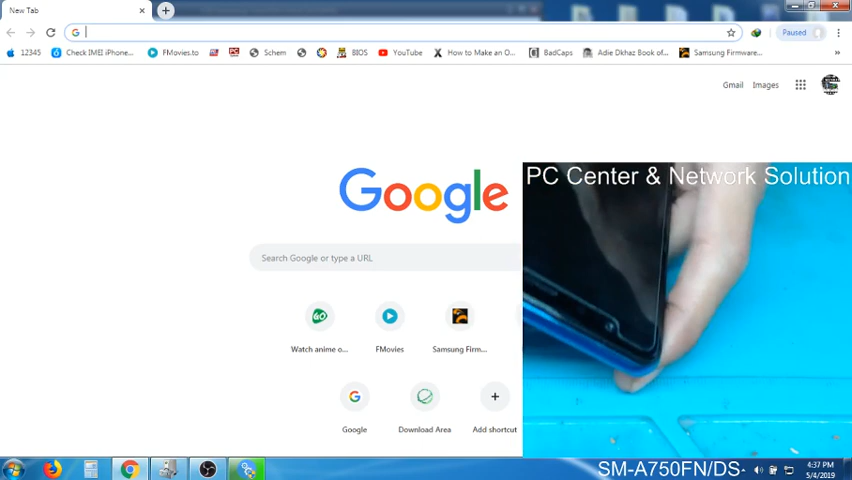 New Tab
Paused
12345
Check IMEI iPhone...
FMovies.to
Schem
BIOS
YouTube
How to Make an O...
BadCaps
Adie Dkhaz Book of...
Samsung Firmware...
Gmail
Images
Google
PC Center & Network Solution
Search Google or type a URL
Watch anime o...
FMovies
Samsung Firm...
Google
Download Area
Add shortcut
SM-A750FN/DS
4:37 PM
5/4/2019